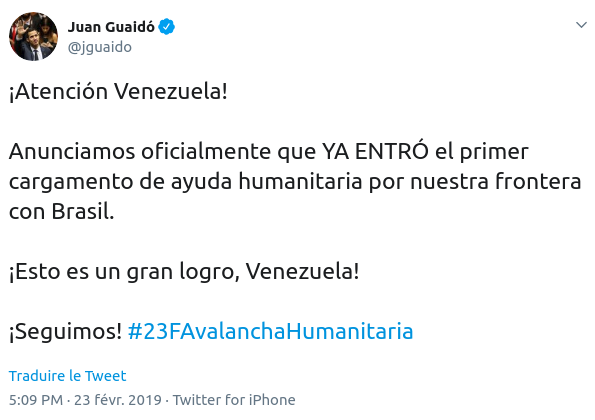 Juan Guaidó
@jguaido
¡Atención Venezuela!
Anunciamos oficialmente que YA ENTRÓ el primer
cargamento de ayuda humanitaria por nuestra frontera
con Brasil.
¡Esto es un gran logro, Venezuela!
¡Seguimos! #23FAvalanchaHumanitaria
Traduire le Tweet
5:09 PM · 23 févr. 2019 · Twitter for iPhone